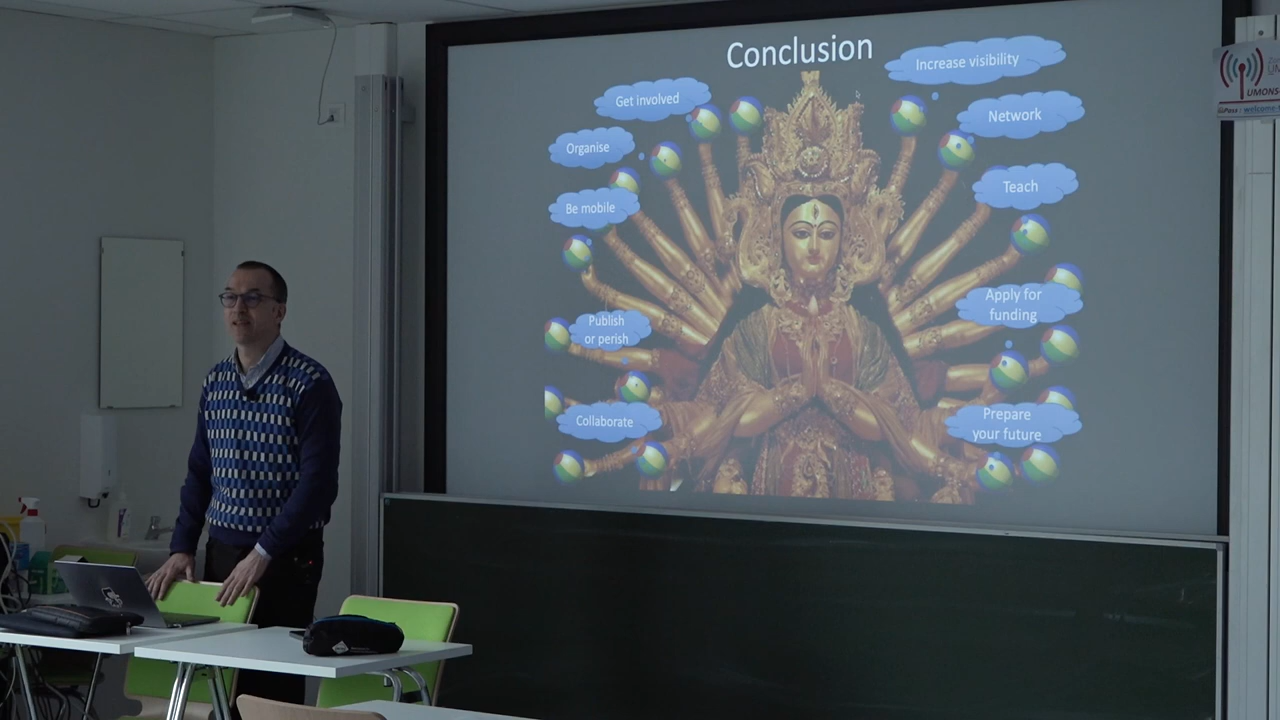 Conclusion
Increase visibility
Get involved
Network
Organise
Teach
Be mobile
Apply for
funding
Publish
or perish
Collaborate
Prepare
your future
UMONS